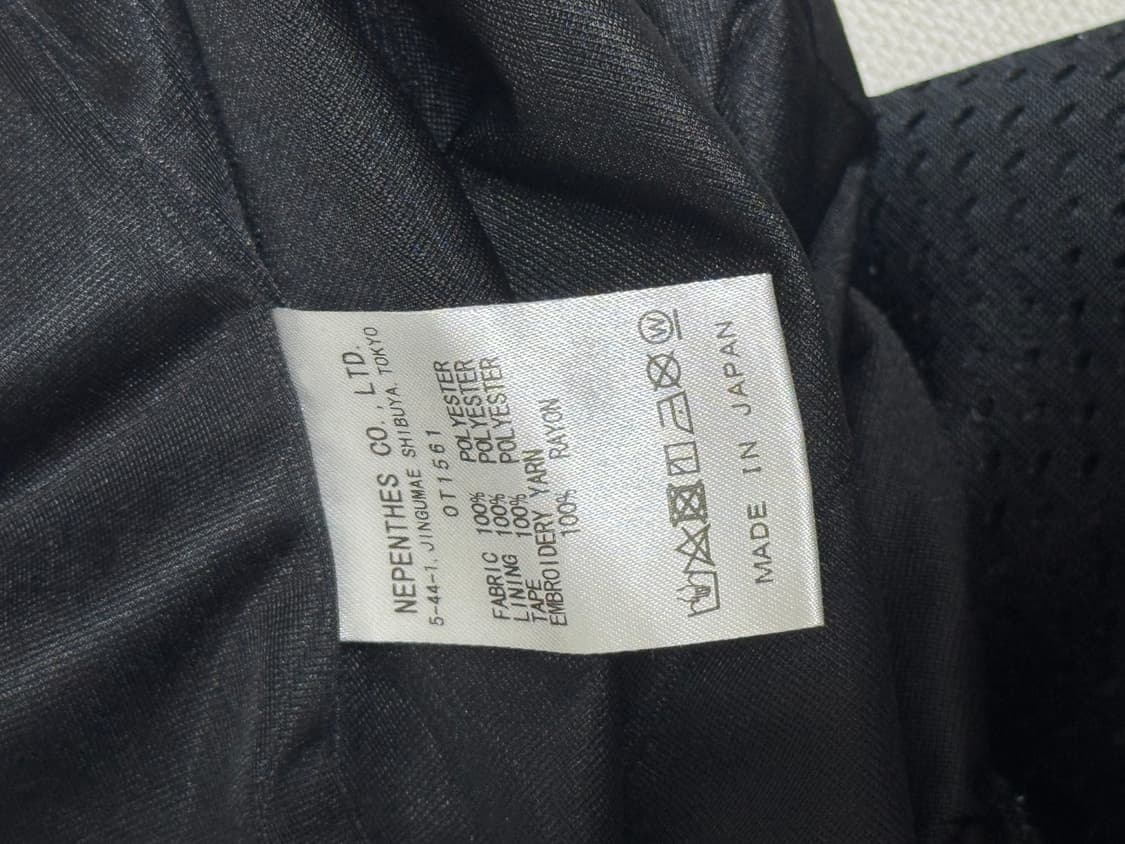 NEPENTHES CO., LTD.
5-44-1, JINGUMAE SHIBUYA, TOKYO
OT1561
FABRIC 100% POLYESTER
LINING 100% POLYESTER
TAPE 100% POLYESTER
EMBROIDERY YARN
100% RAYON
W
MADE IN JAPAN